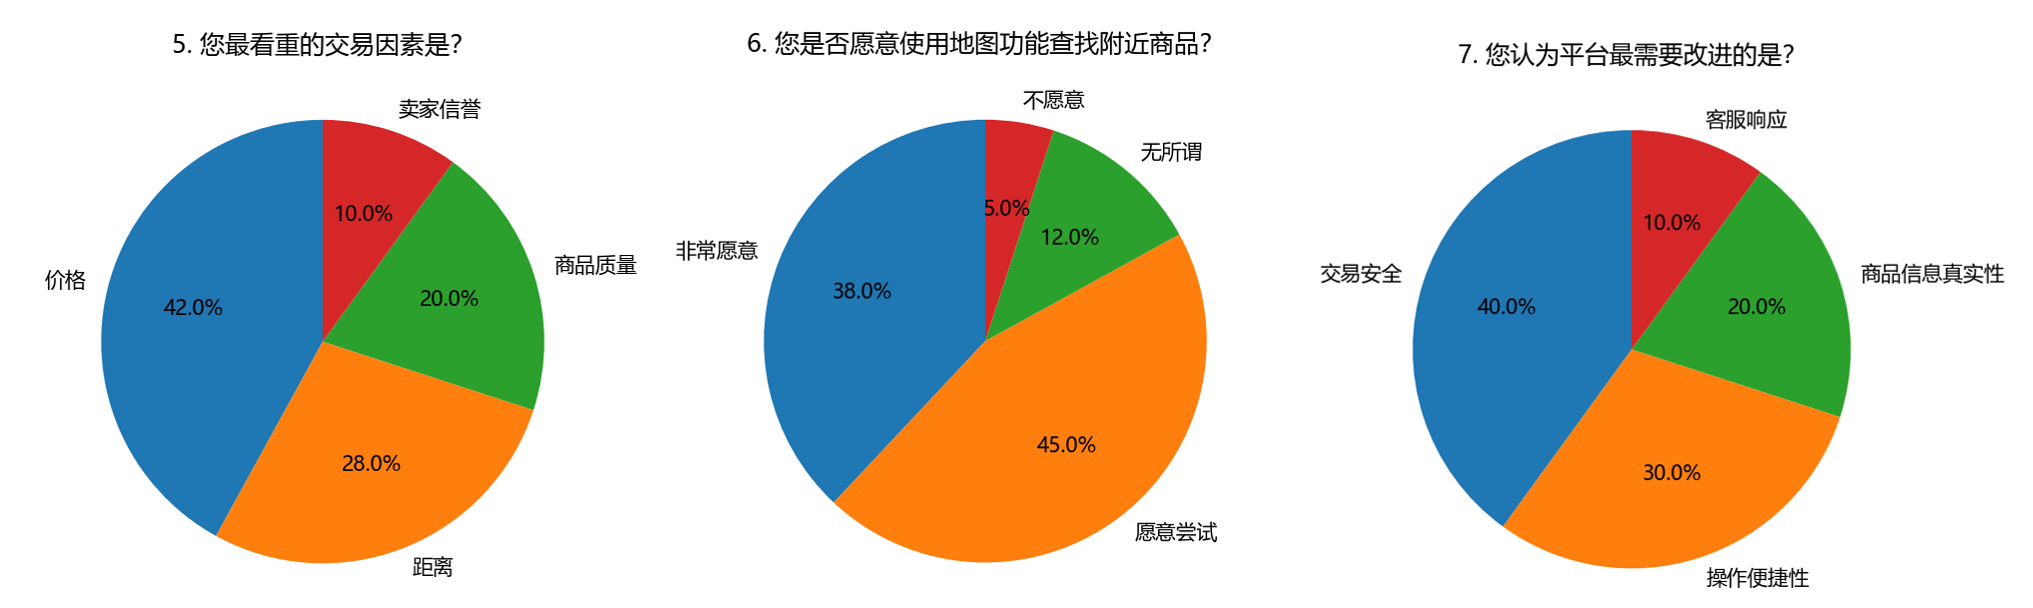 5. 您最看重的交易因素是?
卖家信誉
10.0%
商品质量
20.0%
价格
42.0%
28.0%
距离
6. 您是否愿意使用地图功能查找附近商品?
不愿意
5.0%
无所谓
12.0%
非常愿意
38.0%
45.0%
愿意尝试
7. 您认为平台最需要改进的是?
客服响应
10.0%
商品信息真实性
20.0%
交易安全
40.0%
30.0%
操作便捷性